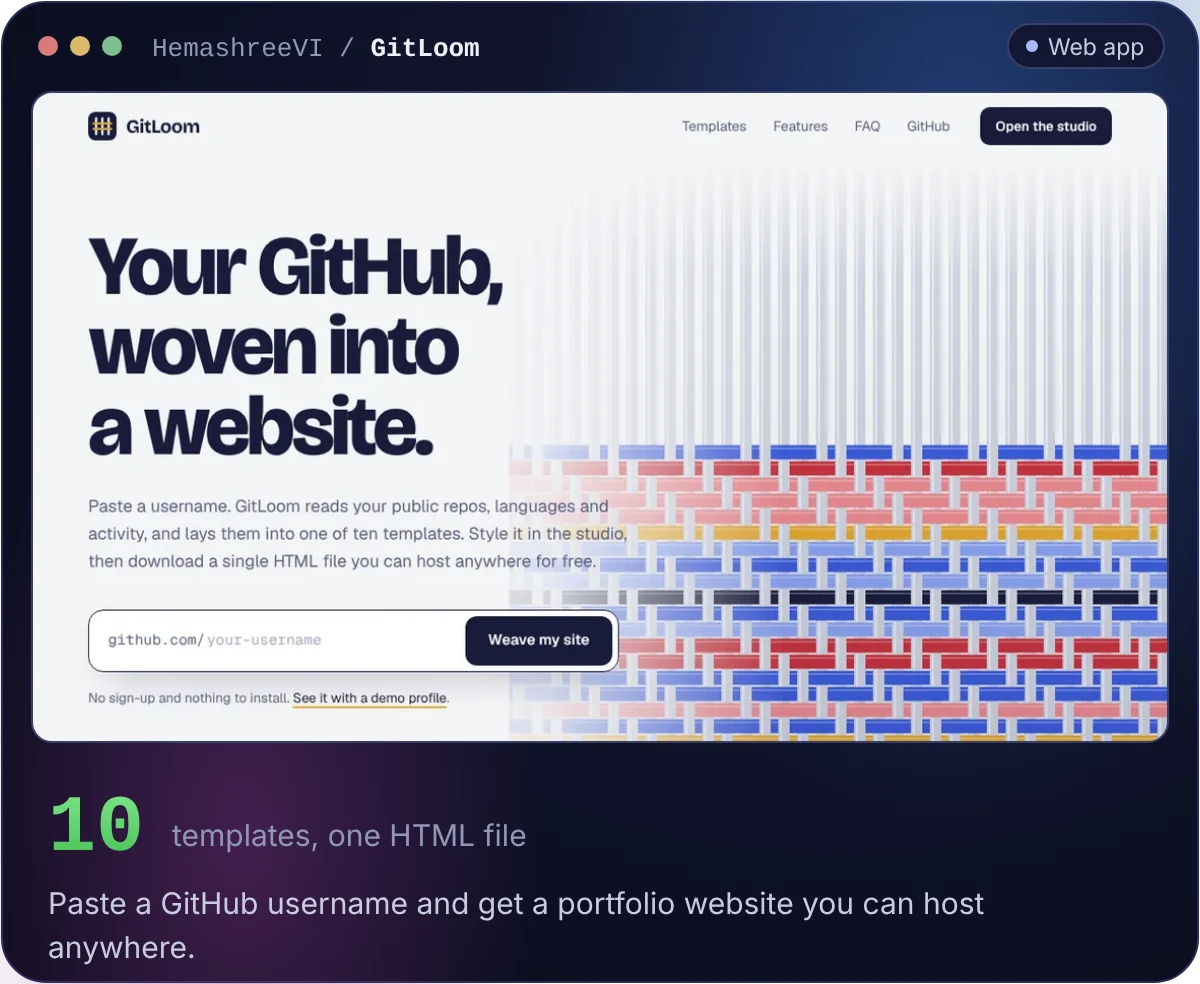 HemashreeVI / GitLoom
Web app
GitLoom
Templates Features FAQ GitHub Open the studio
Your GitHub,
woven into
a website.
Paste a username. GitLoom reads your public repos, languages and
activity, and lays them into one of ten templates. Style it in the studio,
then download a single HTML file you can host anywhere for free.
github.com/your-username Weave my site
No sign-up and nothing to install. See it with a demo profile.
10 templates, one HTML file
Paste a GitHub username and get a portfolio website you can host
anywhere.